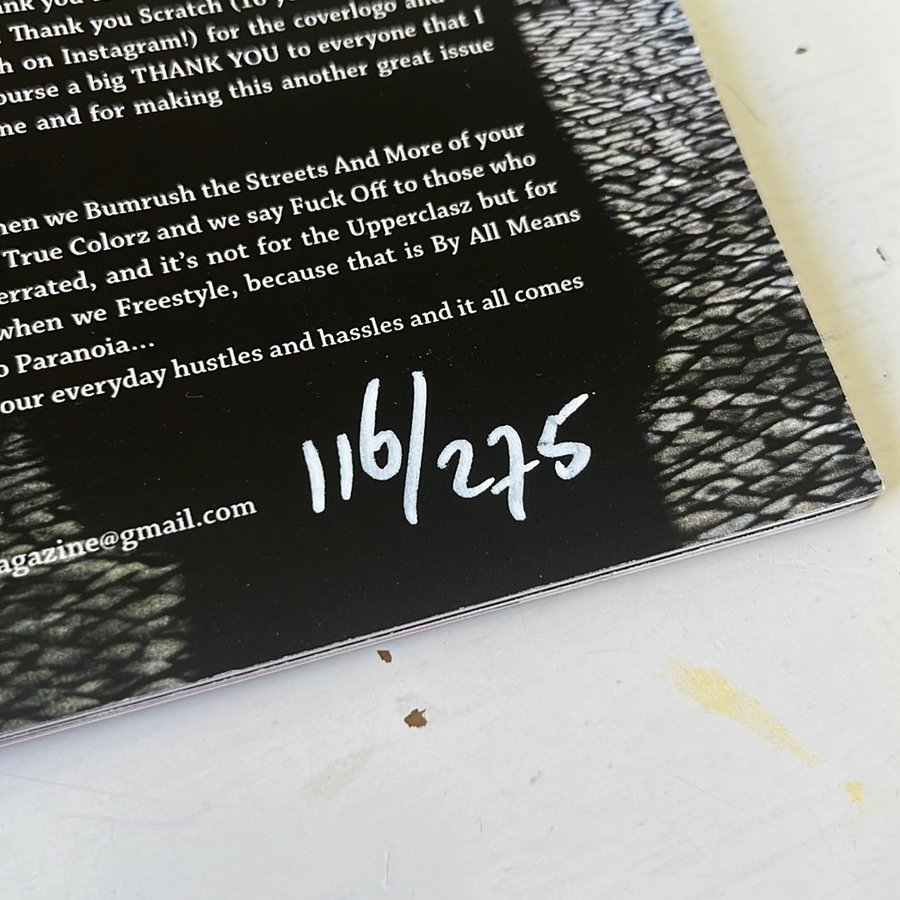 nk you
Thank you Scratch (
h on Instagram!) for the coverlogo and
ourse a big THANK YOU to everyone that I
ne and for making this another great issue
hen we Bumrush the Streets And More of your
True Colorz and we say Fuck Off to those who
errated, and it's not for the Upperclasz but for
when we Freestyle, because that is By All Means
o Paranoia...
our everyday hustles and hassles and it all comes
116/275
agazine@gmail.com